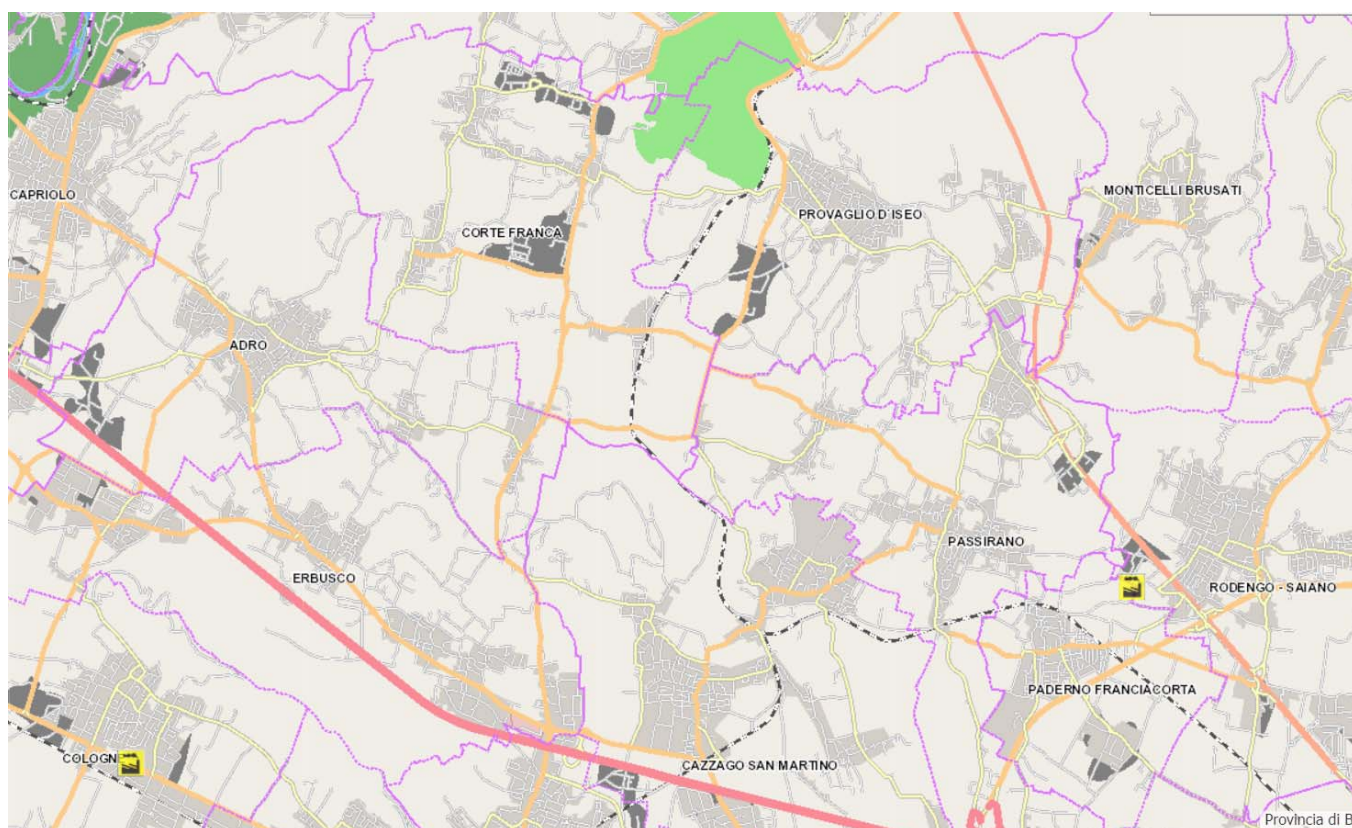 MONTICELLI BRUSATI
CAPRIOLO
PROVAGLIO D ISEO
CORTE FRANCA
ADRO
PASSIRANO
ERBUSCO
RODENGO - SAIANO
PADERNO FRANCIACORTA
COLOGN
CAZZAGO SAN MARTINO
Provincia di B